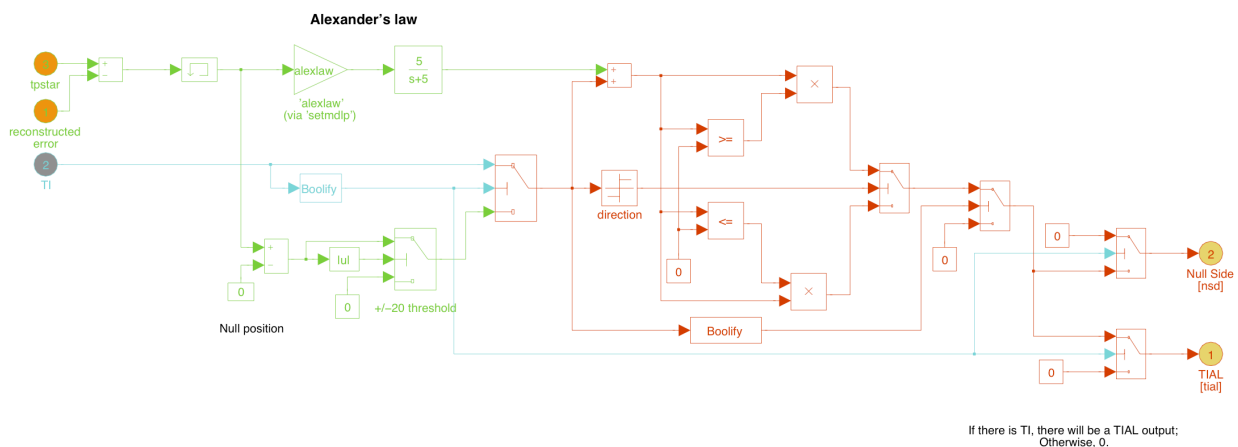 Alexander's law
tpstar
reconstructed
error
2
TI
+
−
alexlaw
'alexlaw'
(via 'setmdlp')
5
s+5
+
+
Boolify
+
−
0
Null position
|u|
0
+/−20 threshold
direction
>=
<=
0
×
×
Boolify
0
0
2
Null Side
[nsd]
0
1
TIAL
[tial]
If there is TI, there will be a TIAL output;
Otherwise, 0.